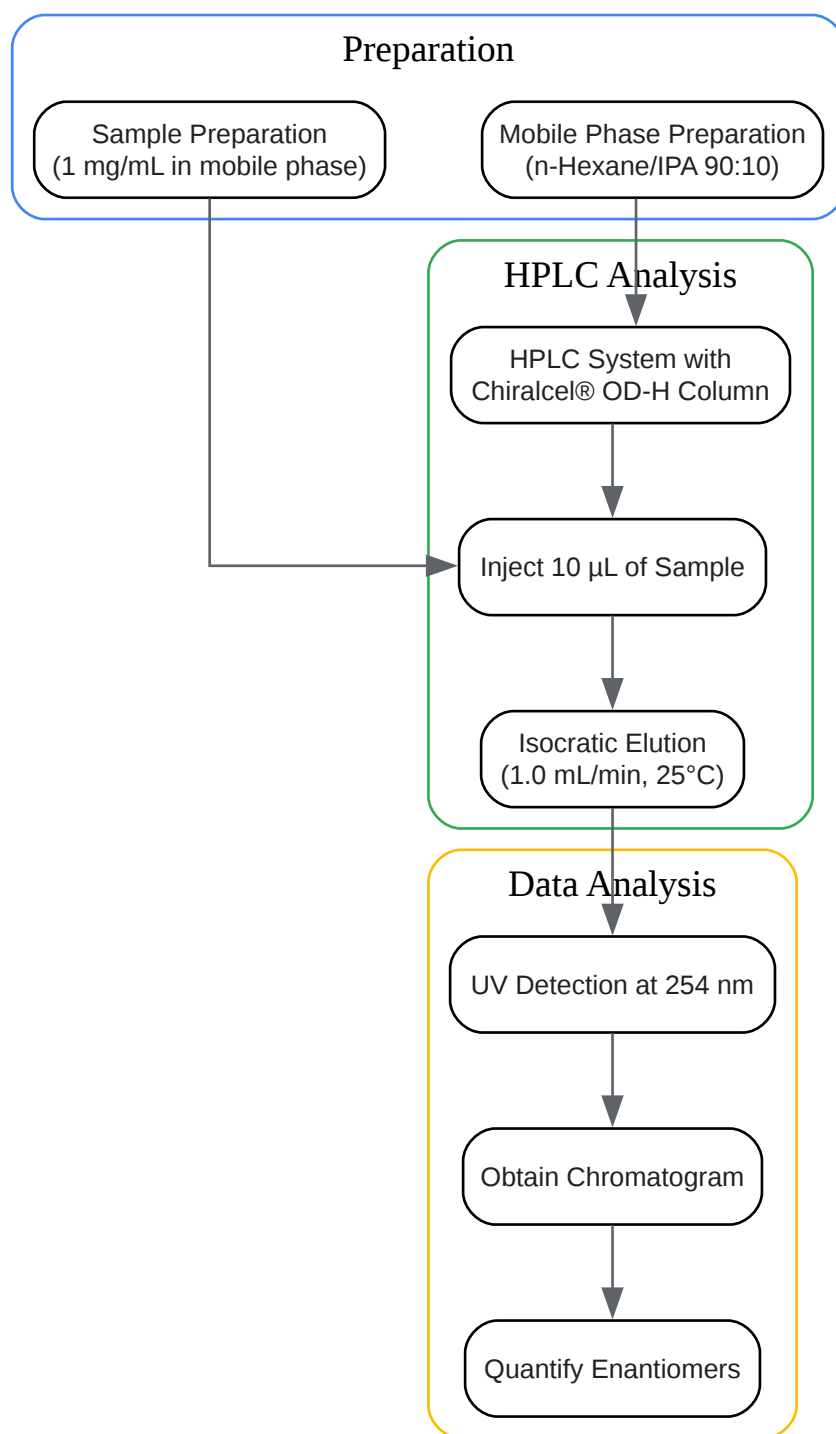 Preparation
Sample Preparation
(1 mg/mL in mobile phase)
Mobile Phase Preparation
(n-Hexane/IPA 90:10)
HPLC Analysis
HPLC System with
Chiralcel® OD-H Column
Inject 10 µL of Sample
Isocratic Elution
(1.0 mL/min, 25°C)
Data Analysis
UV Detection at 254 nm
Obtain Chromatogram
Quantify Enantiomers